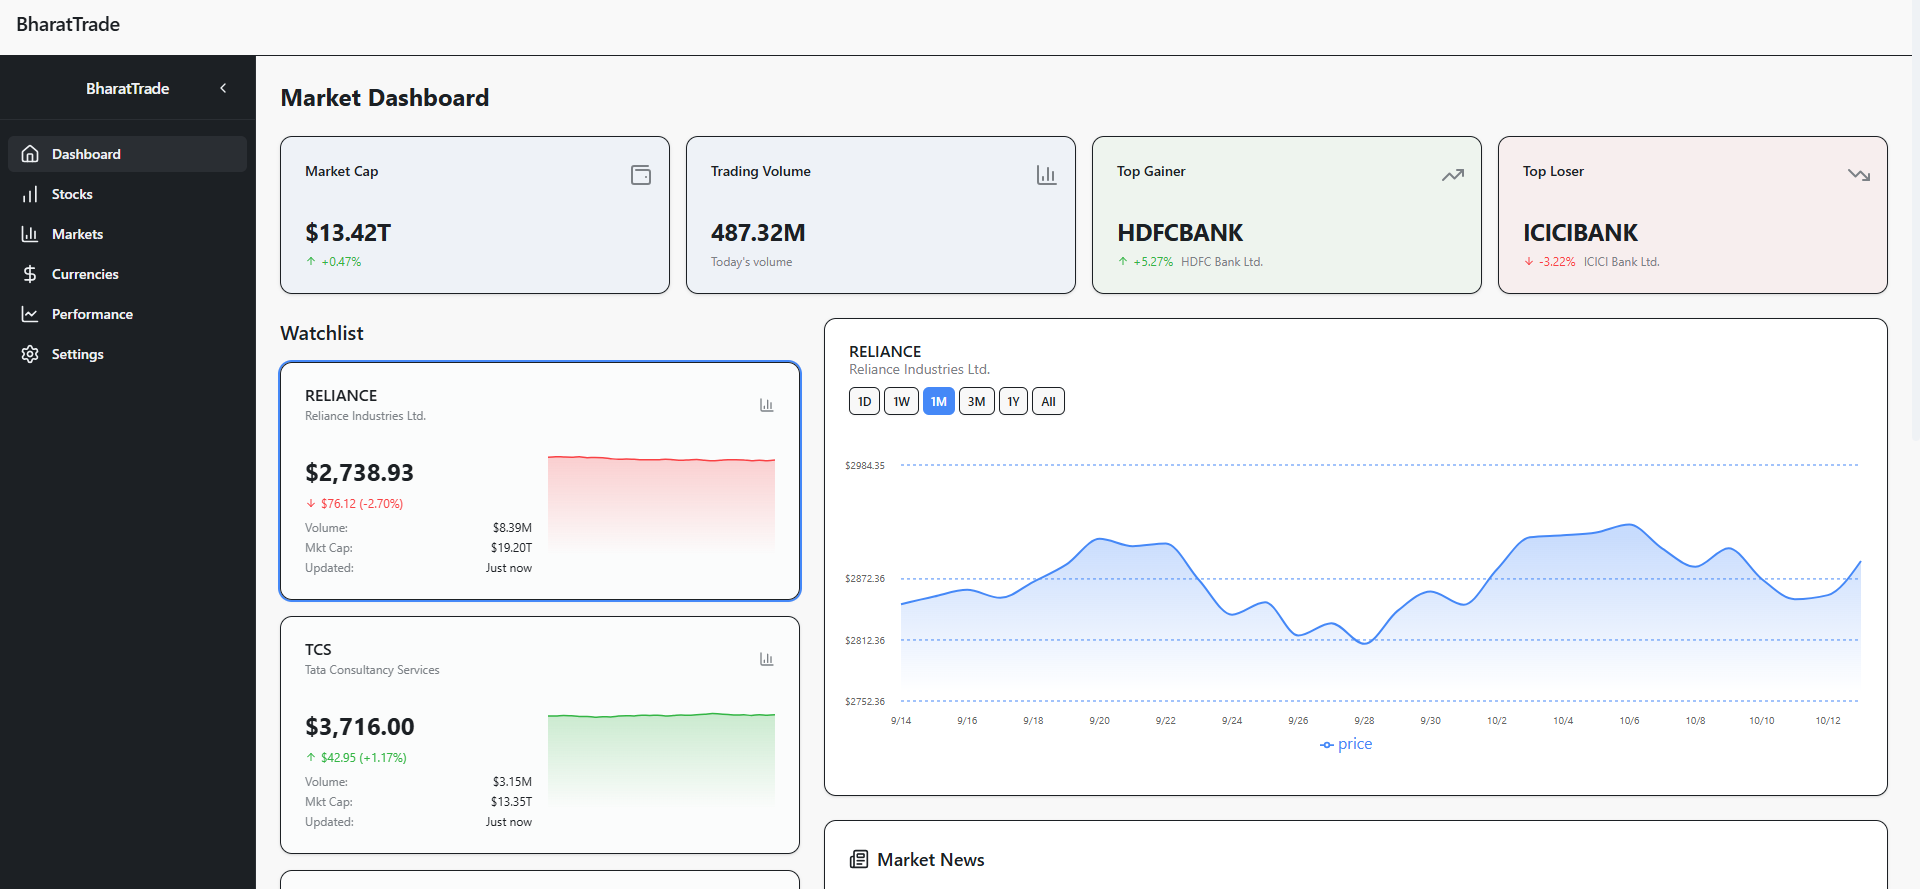 BharatTrade
BharatTrade
Dashboard
Stocks
Markets
Currencies
Performance
Settings
Market Dashboard
Market Cap
$13.42T
+0.47%
Trading Volume
487.32M
Today's volume
Top Gainer
HDFCBANK
+5.27% HDFC Bank Ltd.
Top Loser
ICICIBANK
-3.22% ICICI Bank Ltd.
Watchlist
RELIANCE
Reliance Industries Ltd.
$2,738.93
$76.12 (-2.70%)
Volume: $8.39M
Mkt Cap: $19.20T
Updated: Just now
TCS
Tata Consultancy Services
$3,716.00
$42.95 (+1.17%)
Volume: $3.15M
Mkt Cap: $13.35T
Updated: Just now
RELIANCE
Reliance Industries Ltd.
1D 1W 1M 3M 1Y All
$2984.35
$2872.36
$2812.36
$2752.36
9/14 9/16 9/18 9/20 9/22 9/24 9/26 9/28 9/30 10/2 10/4 10/6 10/8 10/10 10/12
price
Market News